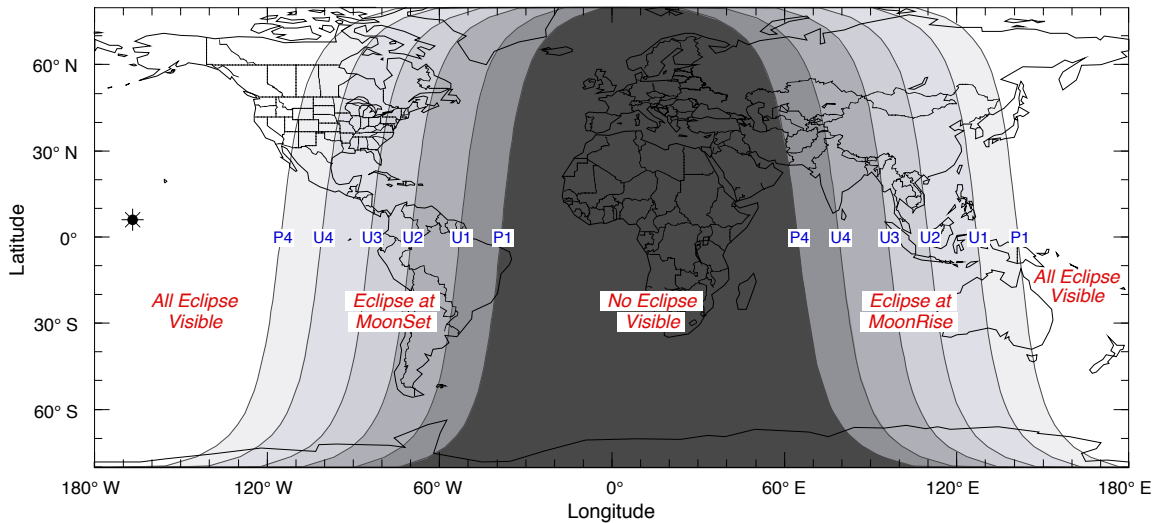 60° N
30° N
0°
30° S
60° S
Latitude
P4 U4 U3 U2 U1 P1 P4 U4 U3 U2 U1 P1
All Eclipse
Visible
Eclipse at
MoonSet
No Eclipse
Visible
Eclipse at
MoonRise
All Eclipse
Visible
180° W 120° W 60° W 0° 60° E 120° E 180° E
Longitude